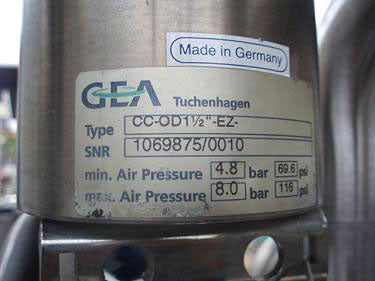 Made in Germany
GEA Tuchenhagen
Type CC-OD1½"-EZ-
SNR 1069875/0010
min. Air Pressure 4.8 bar 69.6 psi
max. Air Pressure 8.0 bar 116 psi